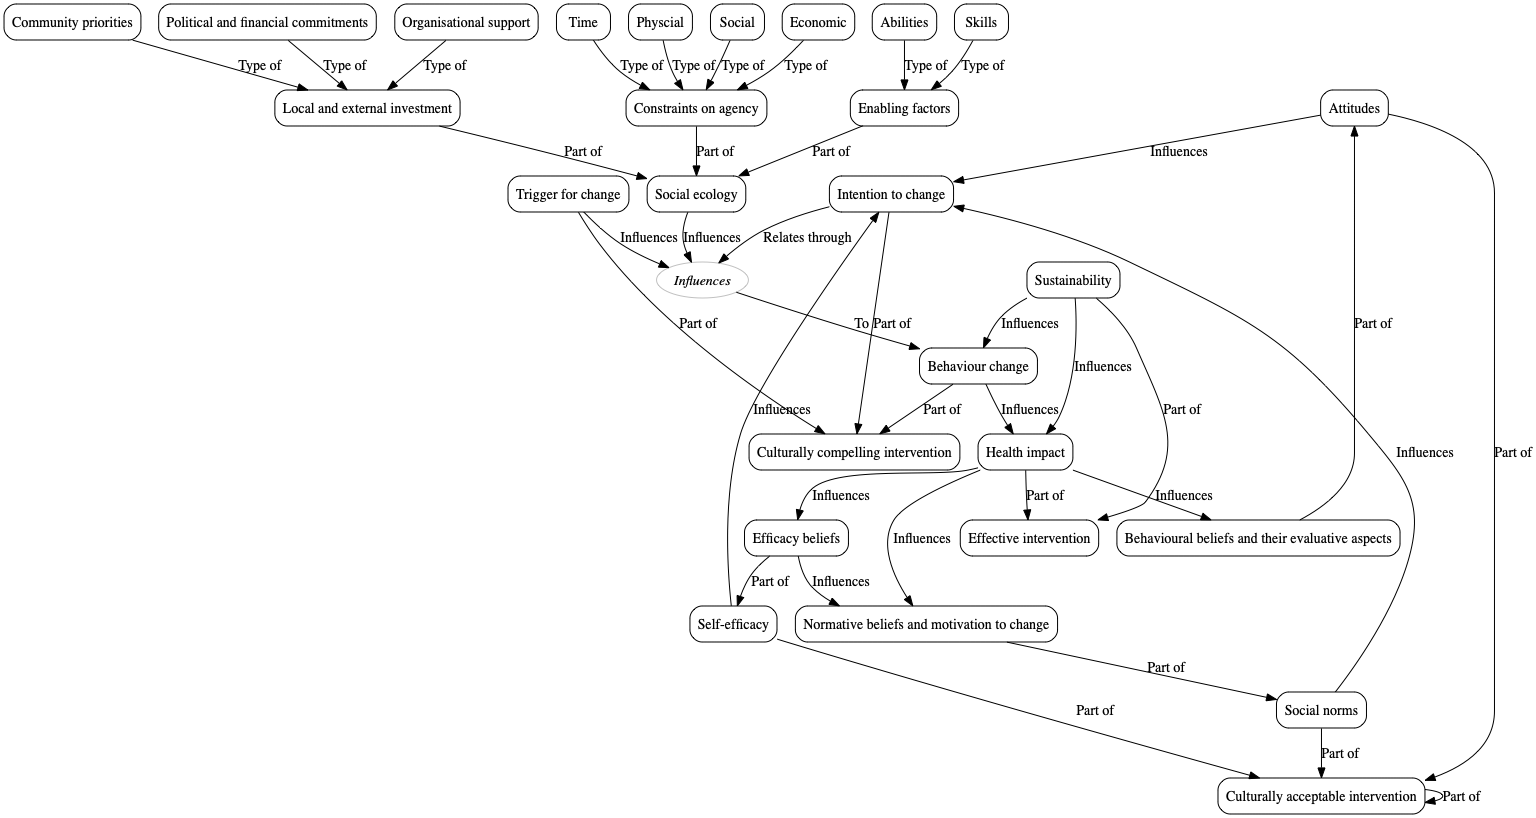 Community priorities
Political and financial commitments
Organisational support
Time
Physcial
Social
Economic
Abilities
Skills
Type of
Type of
Type of
Type of
Type of
Type of
Type of
Type of
Type of
Local and external investment
Constraints on agency
Enabling factors
Attitudes
Part of
Part of
Part of
Influences
Trigger for change
Social ecology
Intention to change
Influences
Influences
Relates through
Influences
Sustainability
Part of
To
Part of
Influences
Part of
Behaviour change
Influences
Influences
Part of
Influences
Part of
Culturally compelling intervention
Health impact
Influences
Part of
Influences
Part of
Influences
Efficacy beliefs
Influences
Effective intervention
Behavioural beliefs and their evaluative aspects
Part of
Influences
Self-efficacy
Normative beliefs and motivation to change
Part of
Part of
Social norms
Part of
Culturally acceptable intervention
Part of